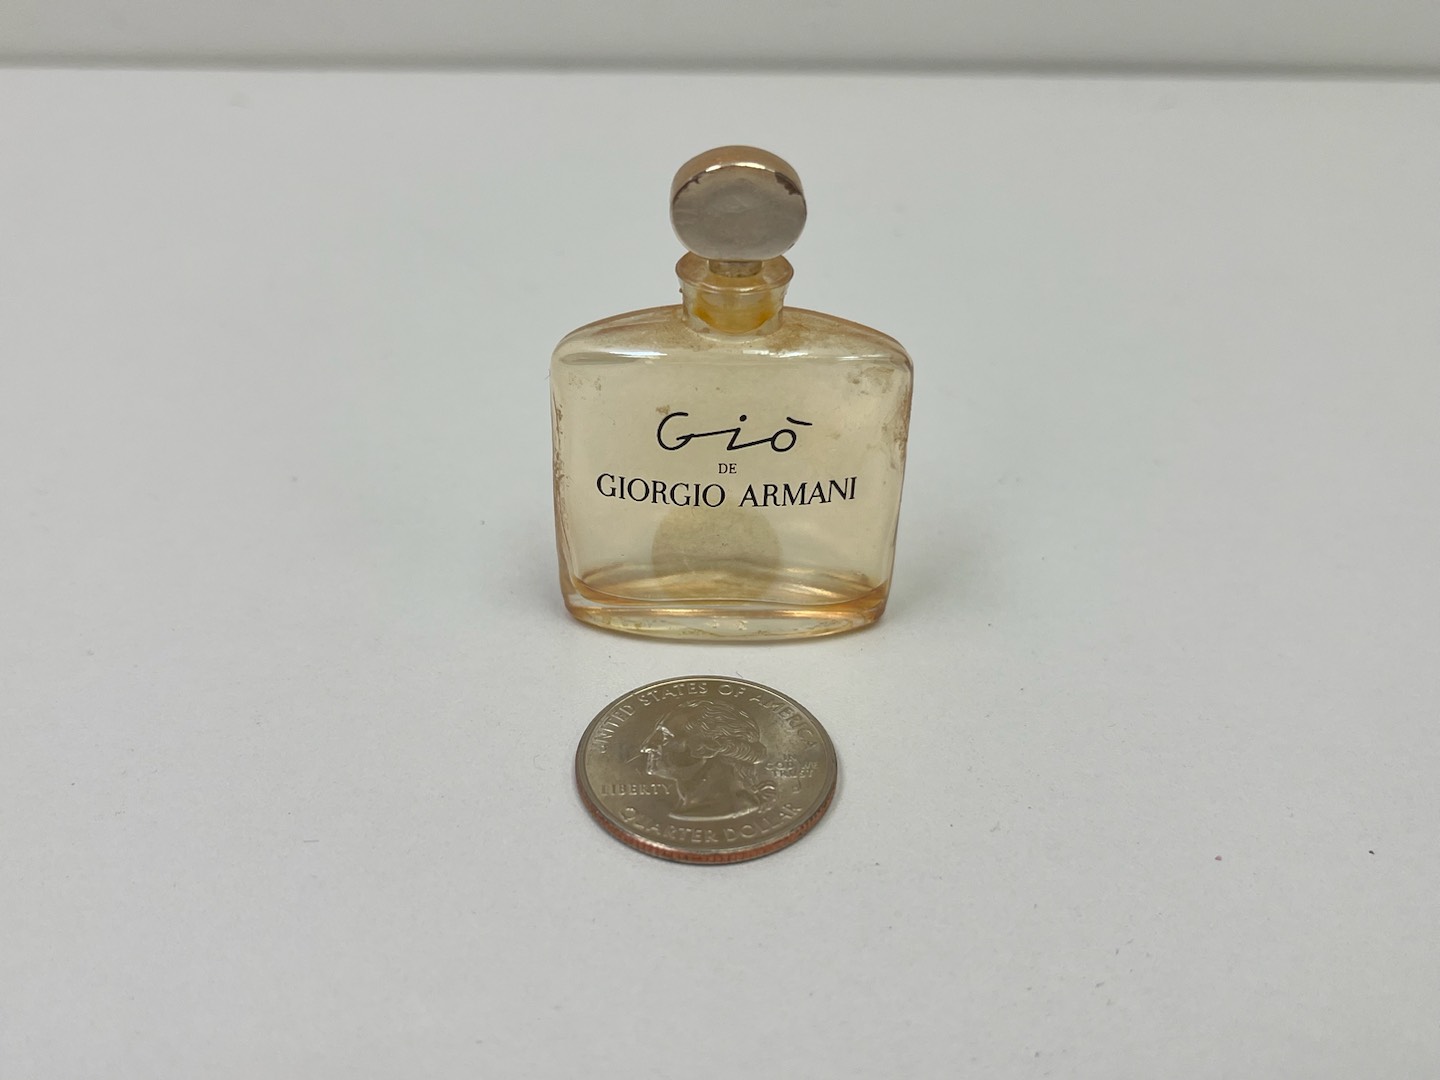 Giò
DE
GIORGIO ARMANI
UNITED STATES OF AMERICA
LIBERTY
IN
GOD WE
TRUST
QUARTER DOLLAR